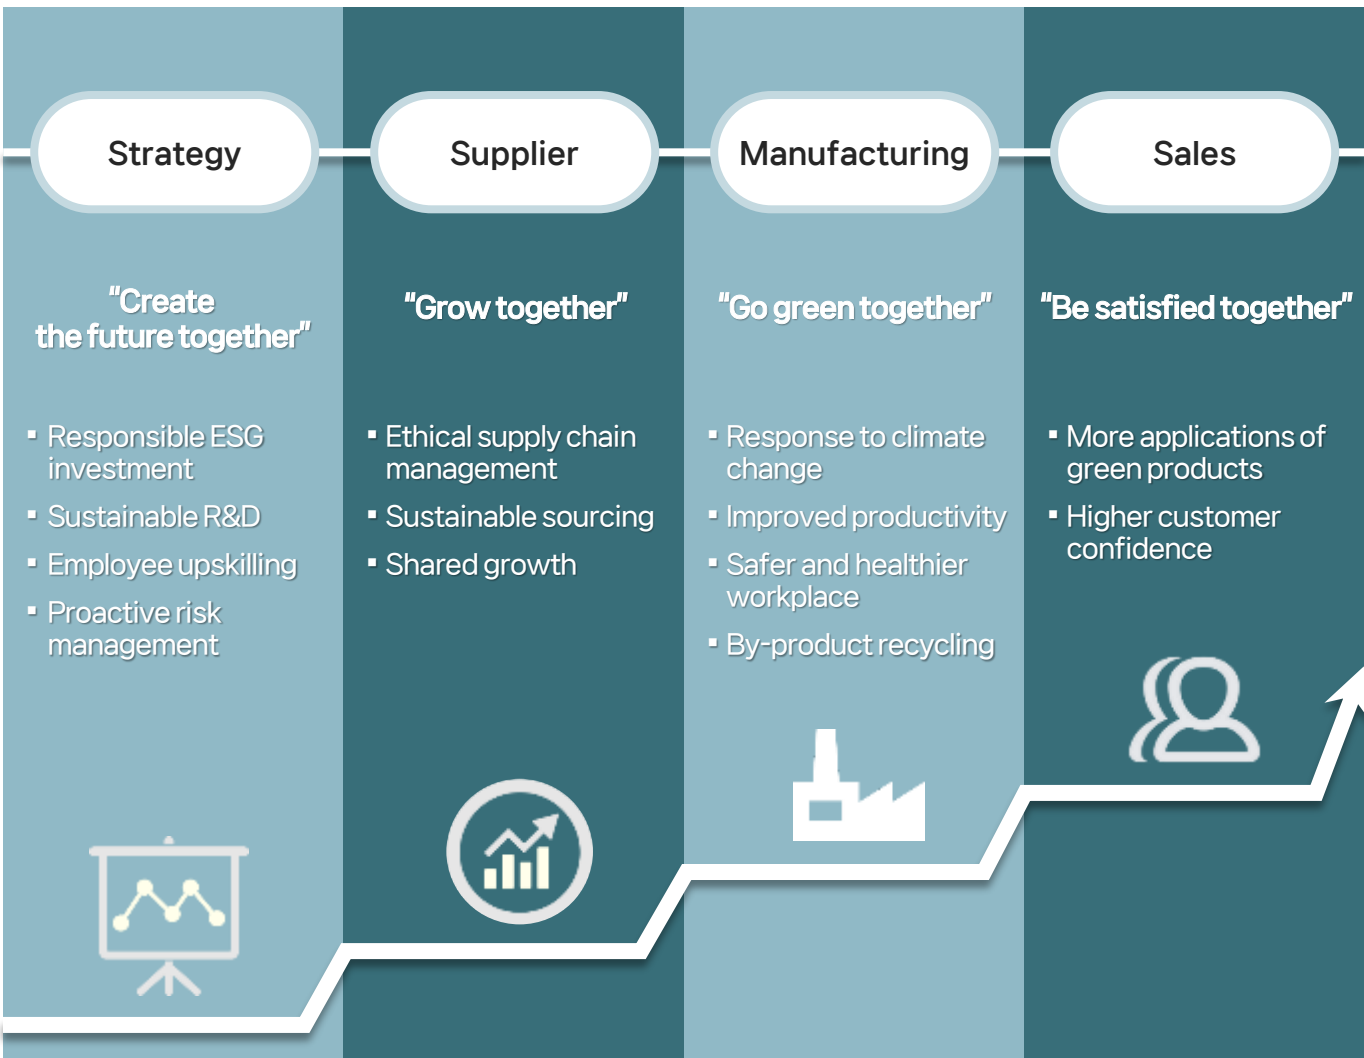 Strategy
Supplier
Manufacturing
Sales
"Create
the future together"
"Grow together"
"Go green together"
"Be satisfied together"
▪ Responsible ESG
investment
▪ Sustainable R&D
▪ Employee upskilling
▪ Proactive risk
management
▪ Ethical supply chain
management
▪ Sustainable sourcing
▪ Shared growth
▪ Response to climate
change
▪ Improved productivity
▪ Safer and healthier
workplace
▪ By-product recycling
▪ More applications of
green products
▪ Higher customer
confidence